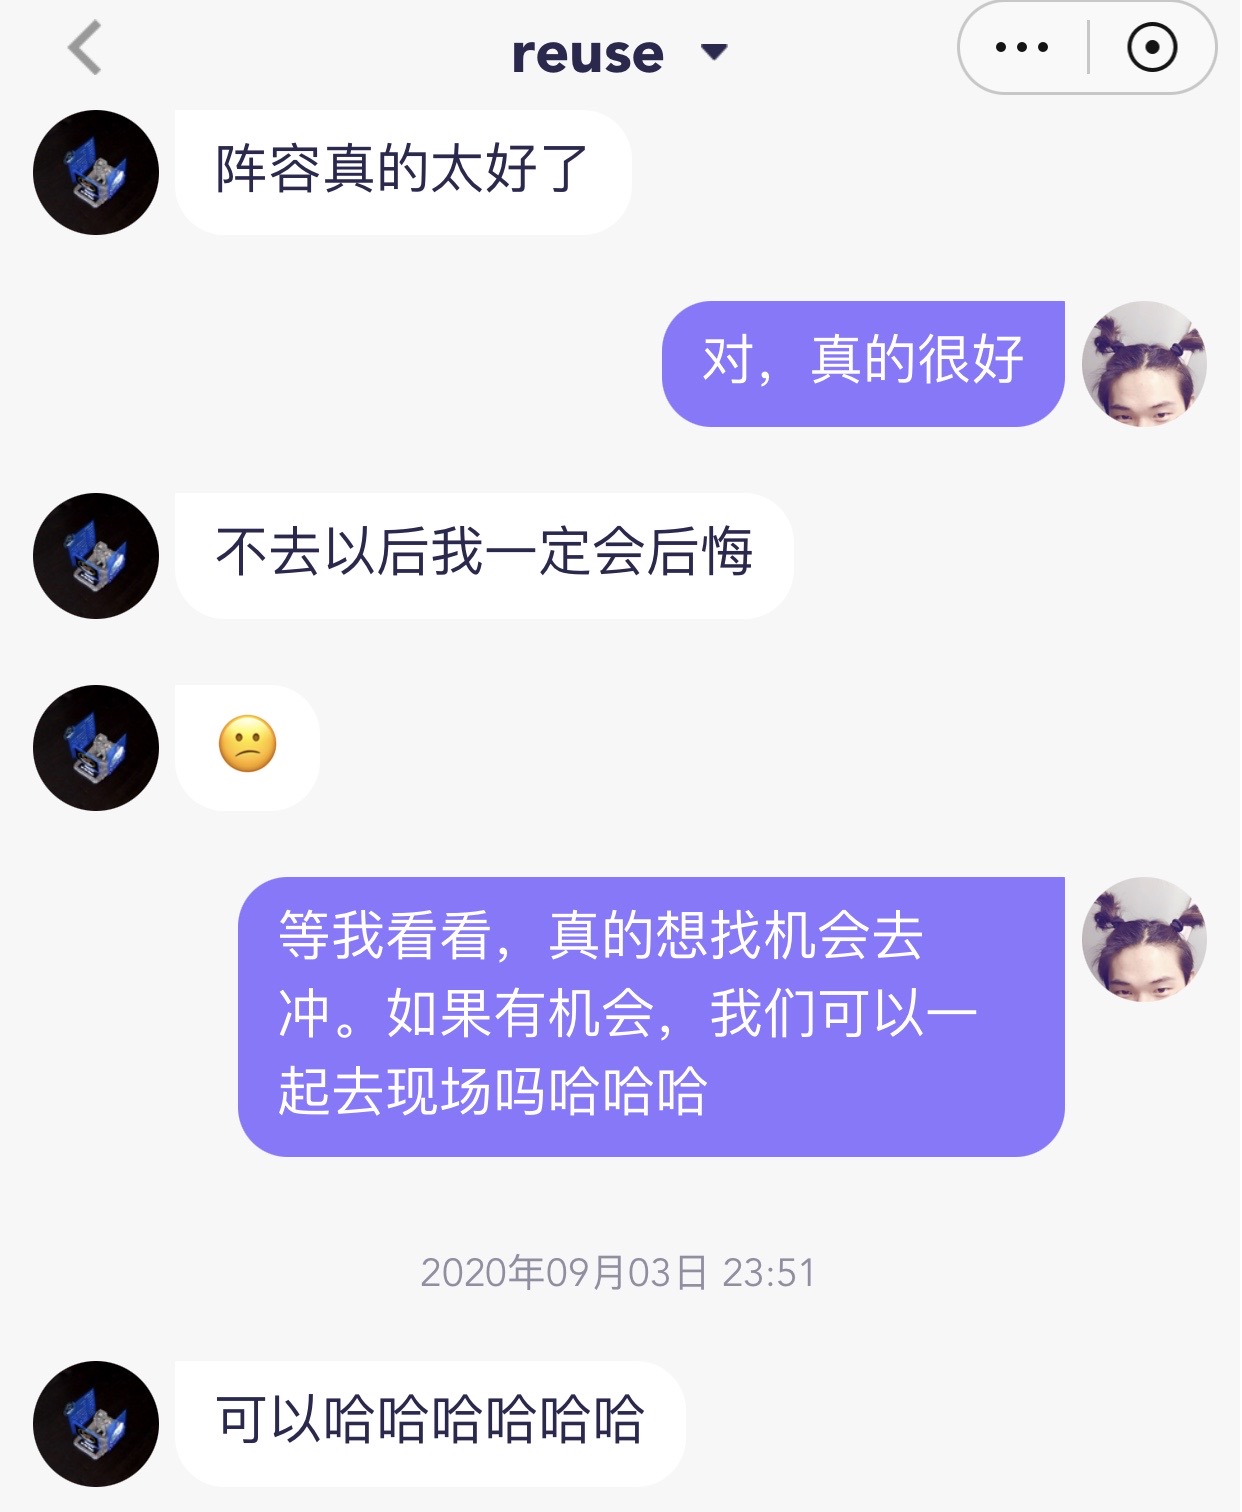 reuse
阵容真的太好了
对，真的很好
不去以后我一定会后悔
😕
等我看看，真的想找机会去
冲。如果有机会，我们可以一
起去现场吗哈哈哈
2020年09月03日 23:51
可以哈哈哈哈哈哈